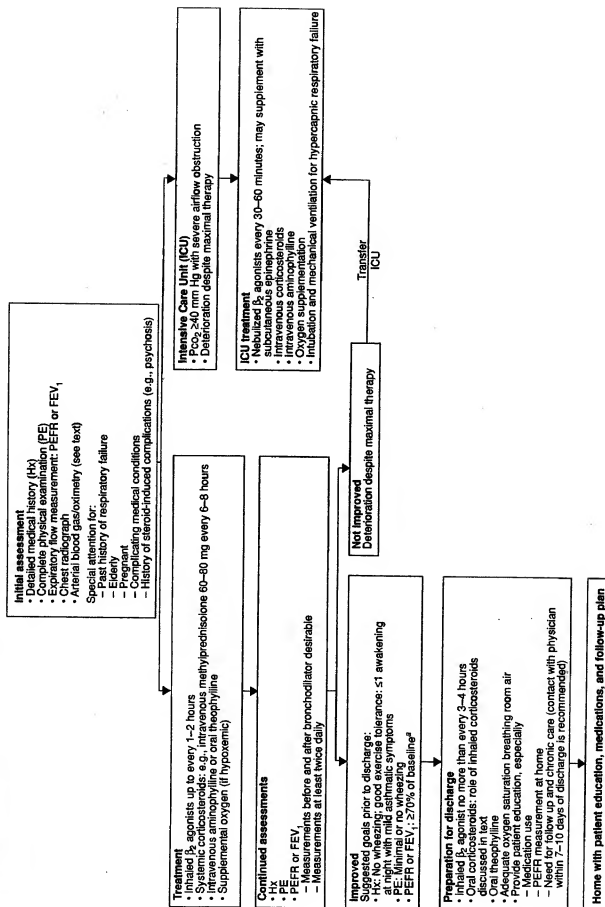 Initial assessment
• Detailed medical history (Hx)
• Complete physical examination (PE)
• Expiratory flow measurement: PEFR or FEV₁
• Chest radiograph
• Arterial blood gas/oximetry (see text)
Special attention for:
– Past history of respiratory failure
– Elderly
– Pregnant
– Complicating medical conditions
– History of steroid-induced complications (e.g., psychosis)
Treatment
• Inhaled β₂ agonists up to every 1–2 hours
• Systemic corticosteroids: e.g., intravenous methylprednisolone 60–80 mg every 6–8 hours
• Intravenous aminophylline or oral theophylline
• Supplemental oxygen (if hypoxemic)
Intensive Care Unit (ICU)
• Pco₂ ≥40 mm Hg with severe airflow obstruction
• Deterioration despite maximal therapy
Continued assessments
• Hx
• PE
• PEFR or FEV₁
– Measurements before and after bronchodilator desirable
– Measurements at least twice daily
ICU treatment
• Nebulized β₂ agonists every 30–60 minutes; may supplement with
subcutaneous epinephrine
• Intravenous corticosteroids
• Intravenous aminophylline
• Oxygen supplementation
• Intubation and mechanical ventilation for hypercapnic respiratory failure
Not Improved
Deterioration despite maximal therapy
Transfer
ICU
Improved
Suggested goals prior to discharge:
• Hx: No wheezing; good exercise tolerance: ≤1 awakening
at night with mild asthmatic symptoms
• PE: Minimal or no wheezing
• PEFR or FEV₁: ≥70% of baselineᵃ
Preparation for discharge
• Inhaled β₂ agonist no more than every 3–4 hours
• Oral corticosteroids: role of inhaled corticosteroids
discussed in text
• Oral theophylline
• Adequate oxygen saturation breathing room air
• Provide patient education, especially
– Medication use
– PEFR measurement at home
– Need for follow up and chronic care (contact with physician
within 7–10 days of discharge is recommended)
Home with patient education, medications, and follow-up plan